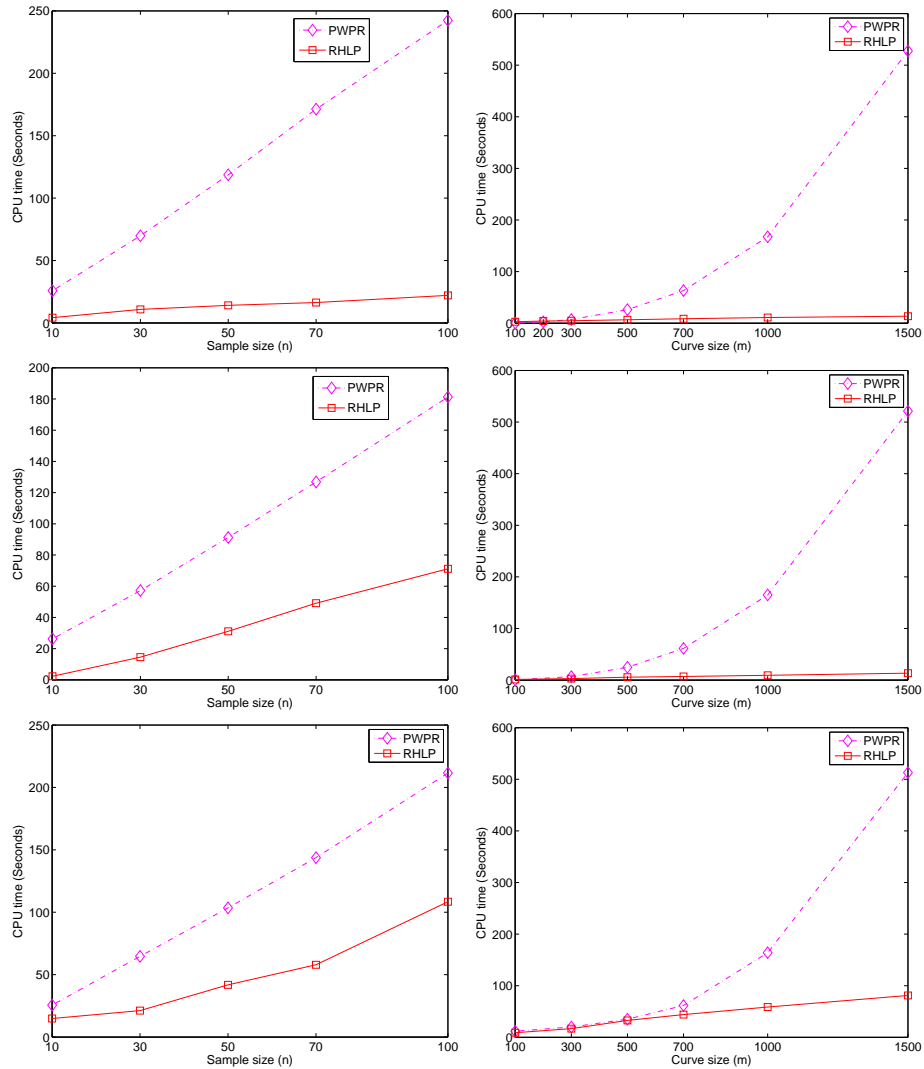 250
200
150
100
50
0
CPU time (Seconds)
PWPR
RHLP
10 30 50 70 100
Sample size (n)
600
500
400
300
200
100
0
CPU time (Seconds)
PWPR
RHLP
100 200 300 500 700 1000 1500
Curve size (m)
200
180
160
140
120
100
80
60
40
20
0
CPU time (Seconds)
PWPR
RHLP
10 30 50 70 100
Sample size (n)
600
500
400
300
200
100
0
CPU time (Seconds)
PWPR
RHLP
100 300 500 700 1000 1500
Curve size (m)
250
200
150
100
50
0
CPU time (Seconds)
PWPR
RHLP
10 30 50 70 100
Sample size (n)
600
500
400
300
200
100
0
CPU time (Seconds)
PWPR
RHLP
100 300 500 700 1000 1500
Curve size (m)